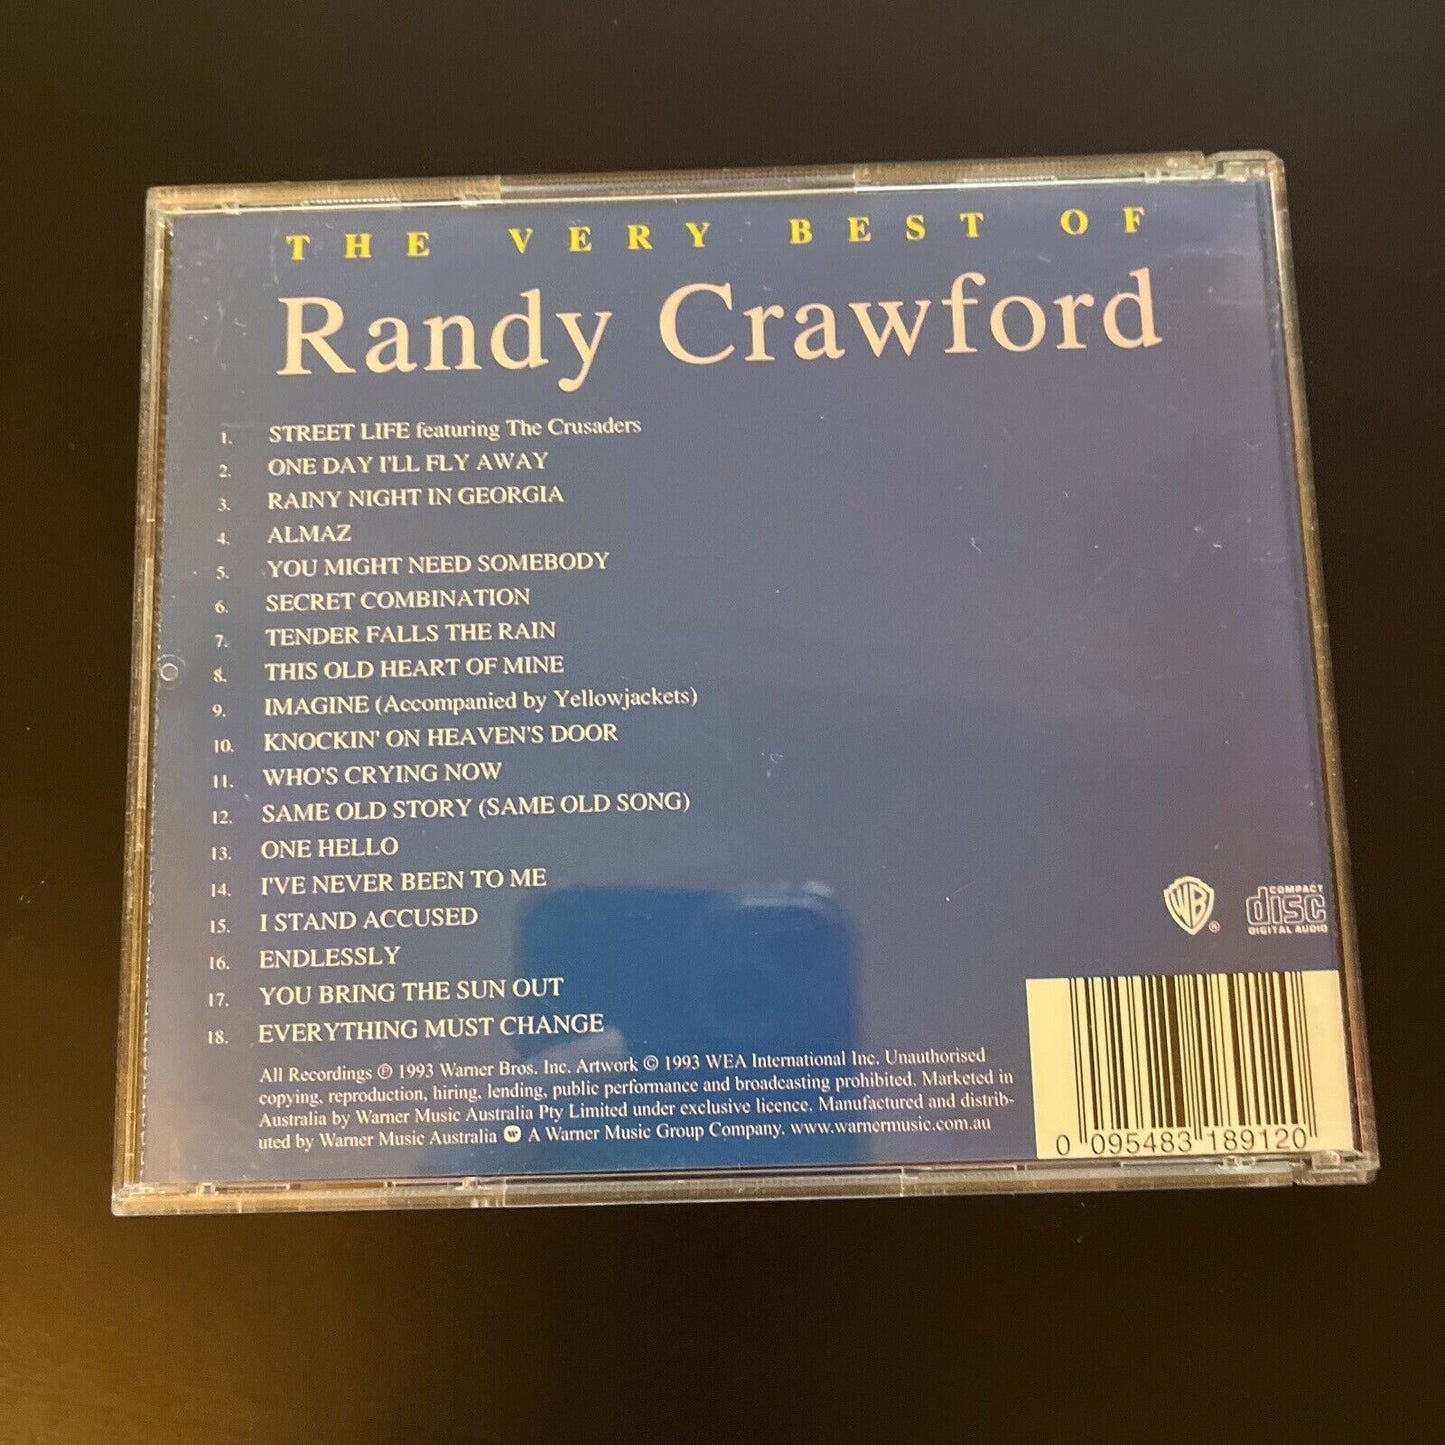 THE VERY BEST OF
Randy Crawford
1. STREET LIFE featuring The Crusaders
2. ONE DAY I'LL FLY AWAY
3. RAINY NIGHT IN GEORGIA
4. ALMAZ
5. YOU MIGHT NEED SOMEBODY
6. SECRET COMBINATION
7. TENDER FALLS THE RAIN
8. THIS OLD HEART OF MINE
9. IMAGINE (Accompanied by Yellowjackets)
10. KNOCKIN' ON HEAVEN'S DOOR
11. WHO'S CRYING NOW
12. SAME OLD STORY (SAME OLD SONG)
13. ONE HELLO
14. I'VE NEVER BEEN TO ME
15. I STAND ACCUSED
16. ENDLESSLY
17. YOU BRING THE SUN OUT
18. EVERYTHING MUST CHANGE
All Recordings ℗ 1993 Warner Bros. Inc. Artwork © 1993 WEA International Inc. Unauthorised
copying, reproduction, hiring, lending, public performance and broadcasting prohibited. Marketed in
Australia by Warner Music Australia Pty Limited under exclusive licence. Manufactured and distrib-
uted by Warner Music Australia W A Warner Music Group Company. www.warnermusic.com.au
WB ®
COMPACT
disc
DIGITAL AUDIO
0 095483 189120